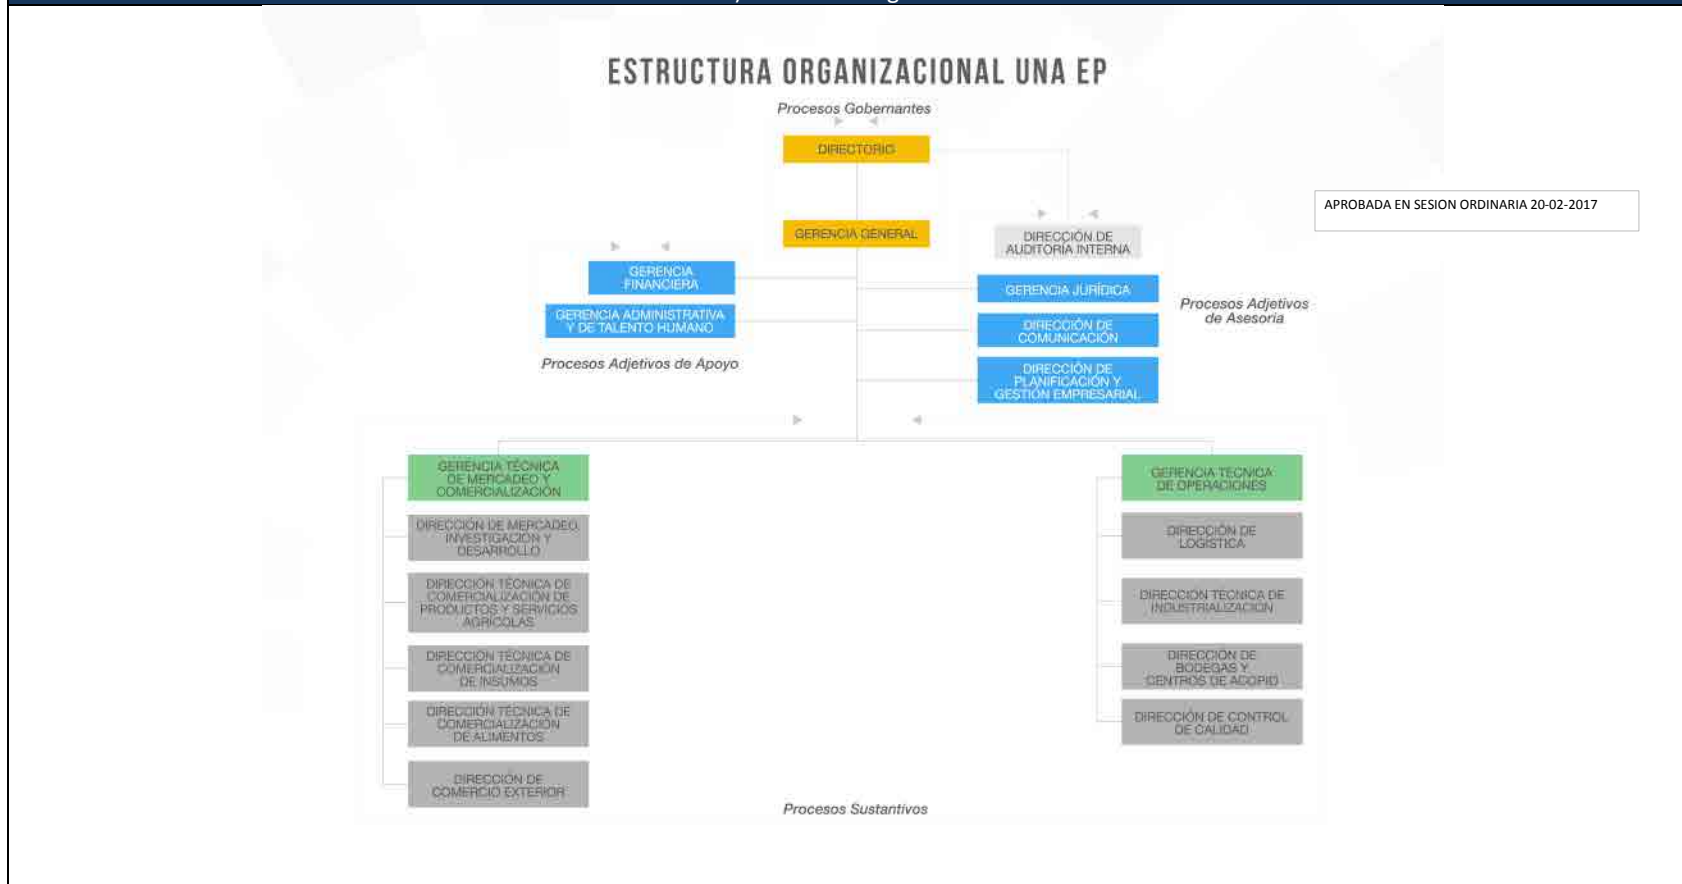 ESTRUCTURA ORGANIZACIONAL UNA EP
Procesos Gobernantes
DIRECTORIO
APROBADA EN SESION ORDINARIA 20-02-2017
GERENCIA GENERAL
DIRECCIÓN DE
AUDITORÍA INTERNA
GERENCIA
FINANCIERA
GERENCIA JURÍDICA
GERENCIA ADMINISTRATIVA
Y DE TALENTO HUMANO
DIRECCIÓN DE
COMUNICACIÓN
Procesos Adjetivos
de Asesoría
Procesos Adjetivos de Apoyo
DIRECCIÓN DE
PLANIFICACIÓN Y
GESTIÓN EMPRESARIAL
GERENCIA TÉCNICA
DE MERCADEO Y
COMERCIALIZACIÓN
DIRECCIÓN DE MERCADEO,
INVESTIGACIÓN Y
DESARROLLO
DIRECCIÓN TÉCNICA DE
COMERCIALIZACIÓN DE
PRODUCTOS Y SERVICIOS
AGRÍCOLAS
DIRECCIÓN TÉCNICA DE
COMERCIALIZACIÓN
DE INSUMOS
DIRECCIÓN TÉCNICA DE
COMERCIALIZACIÓN
DE ALIMENTOS
DIRECCIÓN DE
COMERCIO EXTERIOR
GERENCIA TÉCNICA
DE OPERACIONES
DIRECCIÓN DE
LOGÍSTICA
DIRECCIÓN TÉCNICA DE
INDUSTRIALIZACIÓN
DIRECCIÓN DE
BODEGAS Y
CENTROS DE ACOPIO
DIRECCIÓN DE CONTROL
DE CALIDAD
Procesos Sustantivos